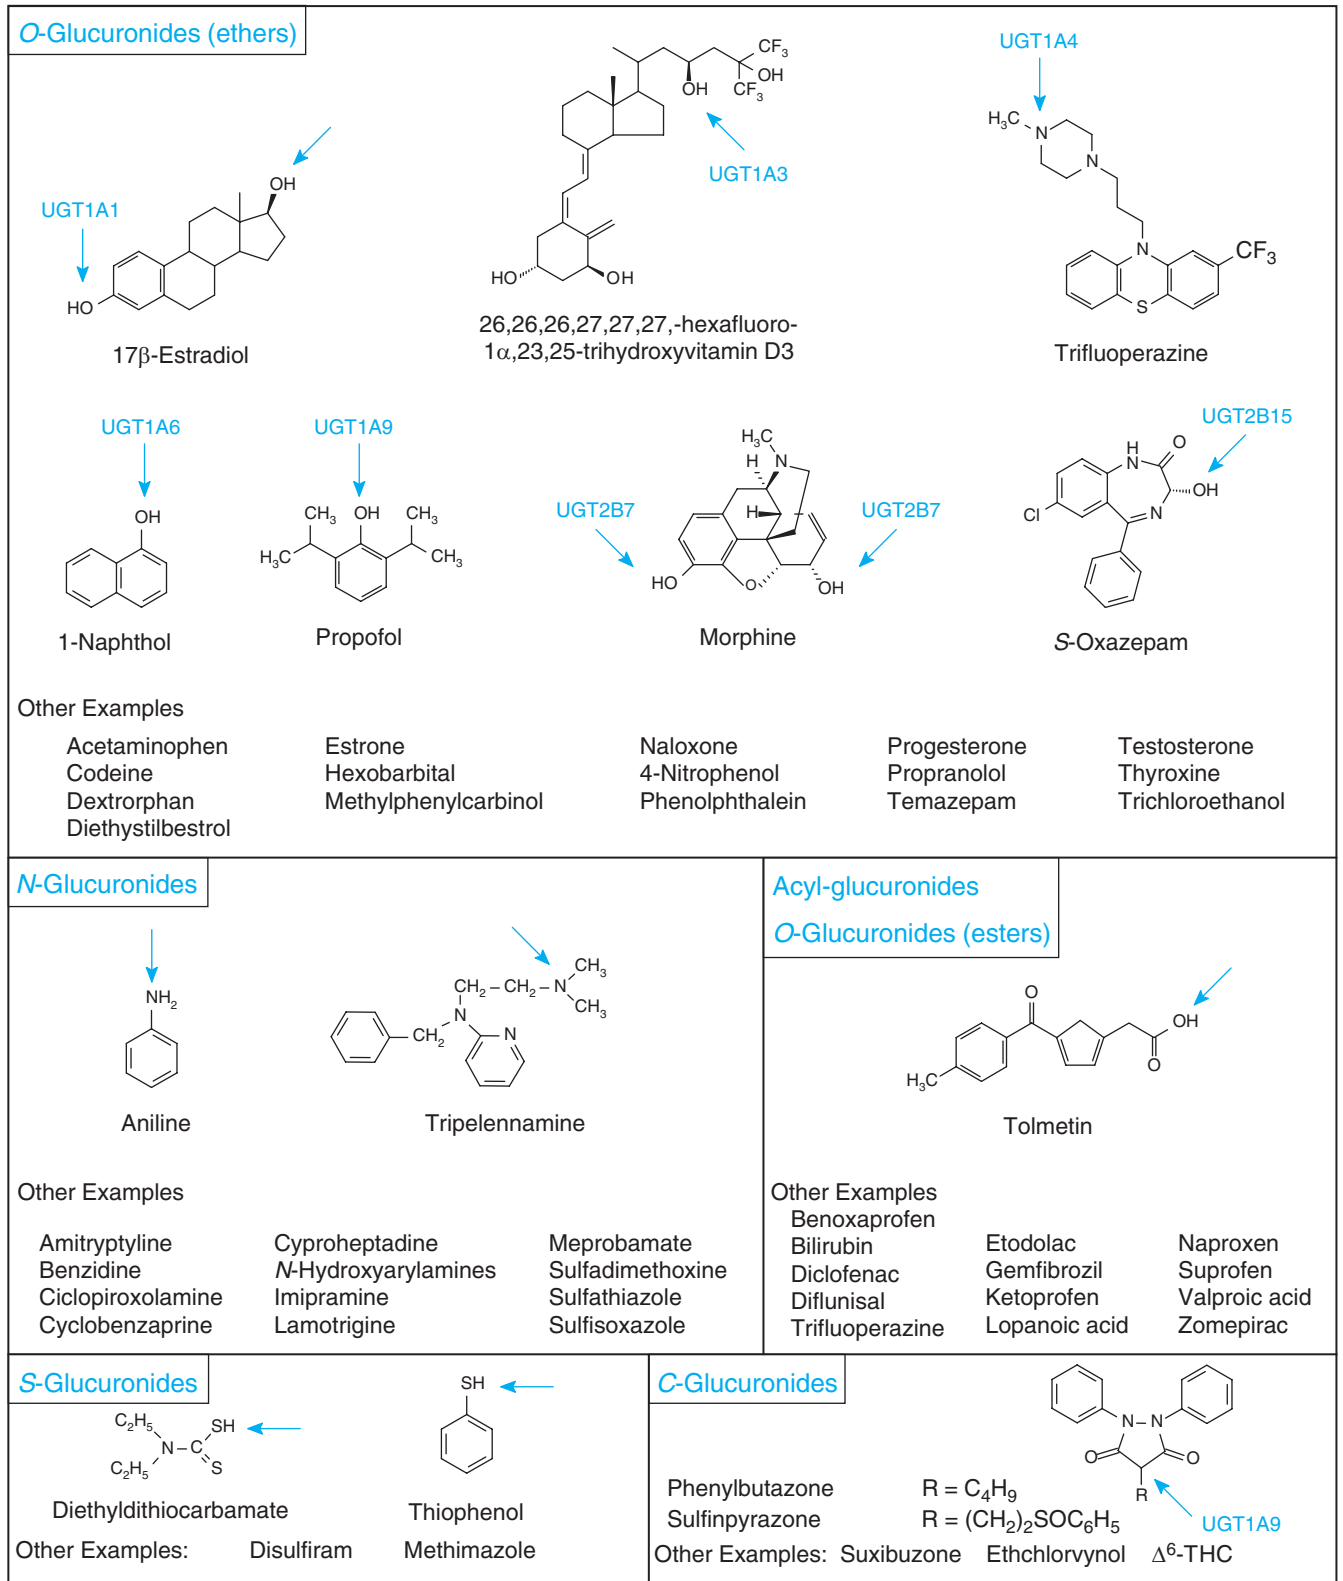 O-Glucuronides (ethers)
UGT1A1
OH
HO
17β-Estradiol
CF3
OH
CF3
OH
UGT1A3
HO
OH
26,26,26,27,27,27,-hexafluoro-
1α,23,25-trihydroxyvitamin D3
UGT1A4
H3C
N
N
N
CF3
S
Trifluoperazine
UGT1A6
OH
1-Naphthol
UGT1A9
OH
CH3
CH3
H3C
CH3
Propofol
H3C
N
H
H
UGT2B7
UGT2B7
HO
O
OH
Morphine
UGT2B15
H
N
O
OH
N
Cl
S-Oxazepam
Other Examples
Acetaminophen Estrone Naloxone Progesterone Testosterone
Codeine Hexobarbital 4-Nitrophenol Propranolol Thyroxine
Dextrorphan Methylphenylcarbinol Phenolphthalein Temazepam Trichloroethanol
Diethystilbestrol
N-Glucuronides
NH2
Aniline
CH2–CH2–N
CH3
CH3
N
CH2
N
Tripelennamine
Other Examples
Amitryptyline Cyproheptadine Meprobamate
Benzidine N-Hydroxyarylamines Sulfadimethoxine
Ciclopiroxolamine Imipramine Sulfathiazole
Cyclobenzaprine Lamotrigine Sulfisoxazole
Acyl-glucuronides
O-Glucuronides (esters)
O
OH
O
H3C
Tolmetin
Other Examples
Benoxaprofen
Bilirubin Etodolac Naproxen
Diclofenac Gemfibrozil Suprofen
Diflunisal Ketoprofen Valproic acid
Trifluoperazine Lopanoic acid Zomepirac
S-Glucuronides
C2H5
SH
N–C
C2H5
S
Diethyldithiocarbamate
SH
Thiophenol
Other Examples: Disulfiram Methimazole
C-Glucuronides
N–N
O
O
R
UGT1A9
Phenylbutazone R = C4H9
Sulfinpyrazone R = (CH2)2SOC6H5
Other Examples: Suxibuzone Ethchlorvynol Δ6-THC